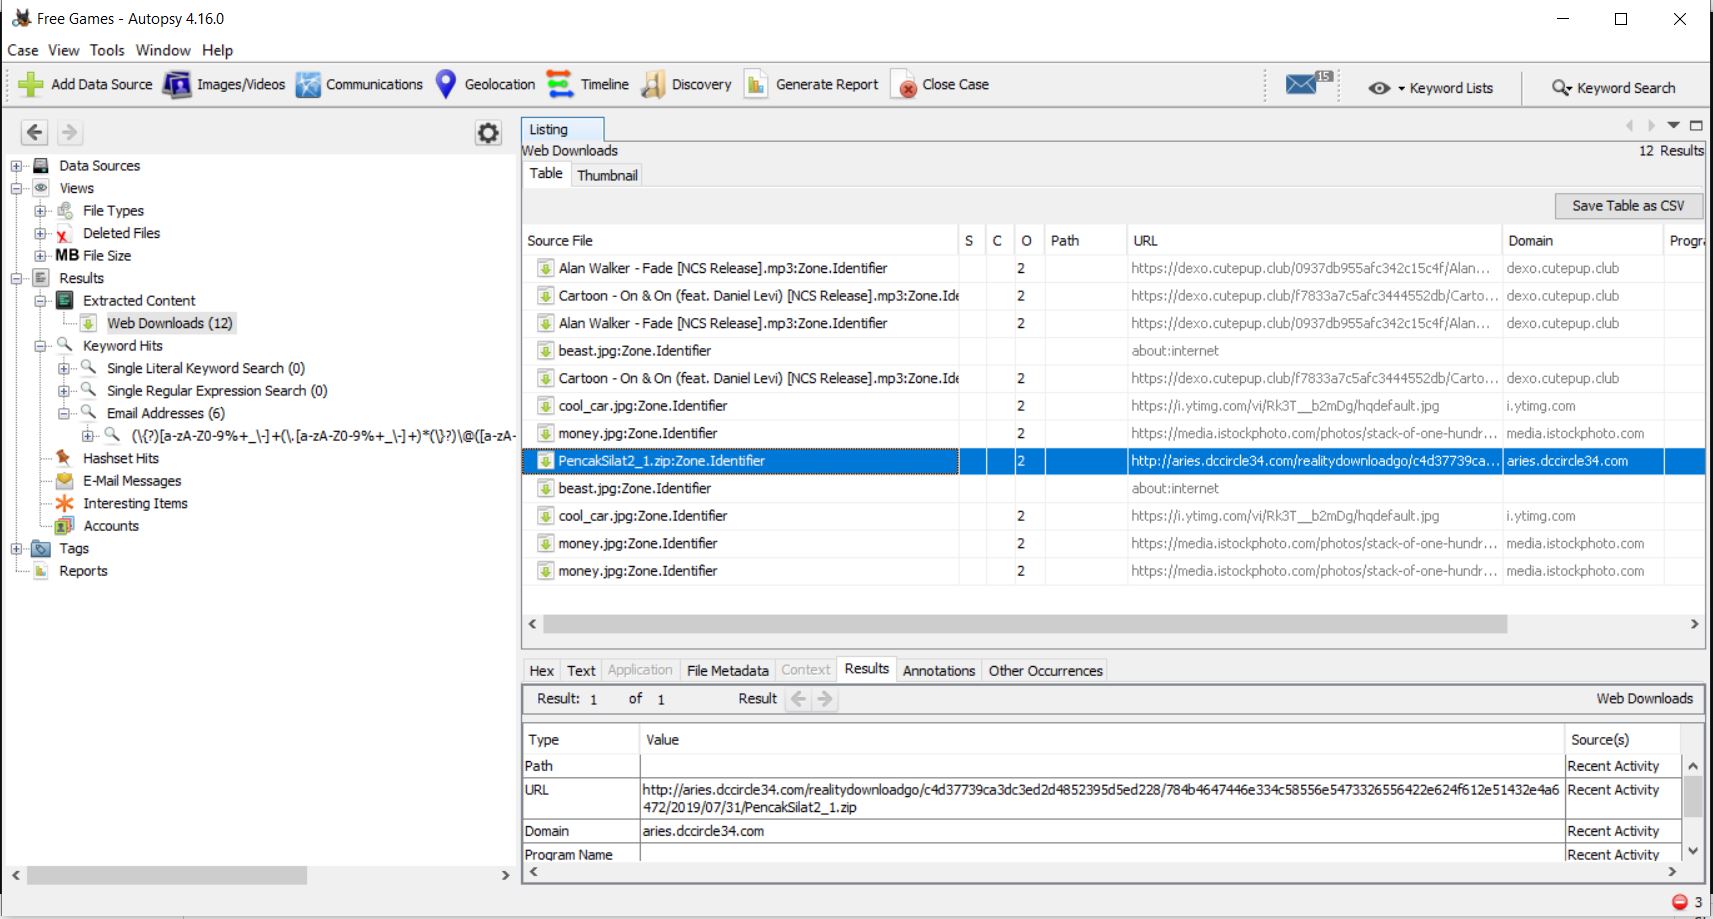 Free Games - Autopsy 4.16.0
Case View Tools Window Help
Add Data Source Images/Videos Communications Geolocation Timeline Discovery Generate Report Close Case 15 Keyword Lists Keyword Search
Data Sources
Views
File Types
Deleted Files
MB File Size
Results
Extracted Content
Web Downloads (12)
Keyword Hits
Single Literal Keyword Search (0)
Single Regular Expression Search (0)
Email Addresses (6)
(\{?)[a-zA-Z0-9%+_\-]+(\.[a-zA-Z0-9%+_\-]+)*(\}?)\@([a-zA-
Hashset Hits
E-Mail Messages
Interesting Items
Accounts
Tags
Reports
Listing
Web Downloads 12 Results
Table Thumbnail
Save Table as CSV
Source File S C O Path URL Domain Progr
Alan Walker - Fade [NCS Release].mp3:Zone.Identifier 2 https://dexo.cutepup.club/0937db955afc342c15c4f/Alan... dexo.cutepup.club
Cartoon - On & On (feat. Daniel Levi) [NCS Release].mp3:Zone.Ide 2 https://dexo.cutepup.club/f7833a7c5afc3444552db/Carto... dexo.cutepup.club
Alan Walker - Fade [NCS Release].mp3:Zone.Identifier 2 https://dexo.cutepup.club/0937db955afc342c15c4f/Alan... dexo.cutepup.club
beast.jpg:Zone.Identifier about:internet
Cartoon - On & On (feat. Daniel Levi) [NCS Release].mp3:Zone.Ide 2 https://dexo.cutepup.club/f7833a7c5afc3444552db/Carto... dexo.cutepup.club
cool_car.jpg:Zone.Identifier 2 https://i.ytimg.com/vi/Rk3T__b2mDg/hqdefault.jpg i.ytimg.com
money.jpg:Zone.Identifier 2 https://media.istockphoto.com/photos/stack-of-one-hundr... media.istockphoto.com
PencakSilat2_1.zip:Zone.Identifier 2 http://aries.dccircle34.com/realitydownloadgo/c4d37739ca... aries.dccircle34.com
beast.jpg:Zone.Identifier about:internet
cool_car.jpg:Zone.Identifier 2 https://i.ytimg.com/vi/Rk3T__b2mDg/hqdefault.jpg i.ytimg.com
money.jpg:Zone.Identifier 2 https://media.istockphoto.com/photos/stack-of-one-hundr... media.istockphoto.com
money.jpg:Zone.Identifier 2 https://media.istockphoto.com/photos/stack-of-one-hundr... media.istockphoto.com
Hex Text Application File Metadata Context Results Annotations Other Occurrences
Result: 1 of 1 Result Web Downloads
Type Value Source(s)
Path Recent Activity
URL http://aries.dccircle34.com/realitydownloadgo/c4d37739ca3dc3ed2d4852395d5ed228/784b4647446e334c58556e5473326556422e624f612e51432e4a6 Recent Activity
472/2019/07/31/PencakSilat2_1.zip
Domain aries.dccircle34.com Recent Activity
Program Name Recent Activity
3